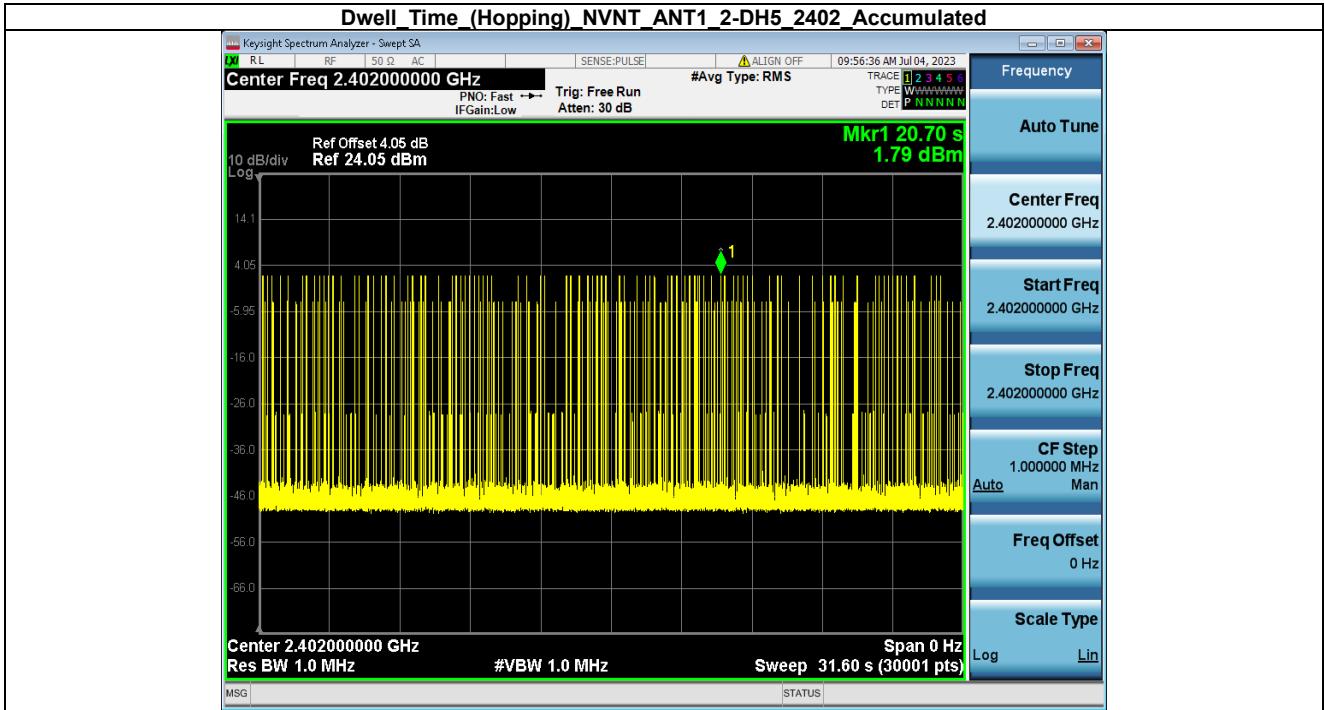 Dwell_Time_(Hopping)_NVNT_ANT1_2-DH5_2402_Accumulated
Keysight Spectrum Analyzer - Swept SA
LXI RL RF 50 Ω AC SENSE:PULSE ALIGN OFF 09:56:36 AM Jul 04, 2023
Center Freq 2.402000000 GHz
PNO: Fast
IFGain:Low
Trig: Free Run
Atten: 30 dB
#Avg Type: RMS
TRACE 1 2 3 4 5 6
TYPE WWWWWW
DET P N N N N N
Mkr1 20.70 s
1.79 dBm
Ref Offset 4.05 dB
10 dB/div Ref 24.05 dBm
Log
1
14.1
4.05
-5.95
-16.0
-26.0
-36.0
-46.0
-56.0
-66.0
Center 2.402000000 GHz Span 0 Hz
Res BW 1.0 MHz #VBW 1.0 MHz Sweep 31.60 s (30001 pts)
MSG STATUS
Frequency
Auto Tune
Center Freq
2.402000000 GHz
Start Freq
2.402000000 GHz
Stop Freq
2.402000000 GHz
CF Step
1.000000 MHz
Auto Man
Freq Offset
0 Hz
Scale Type
Log Lin